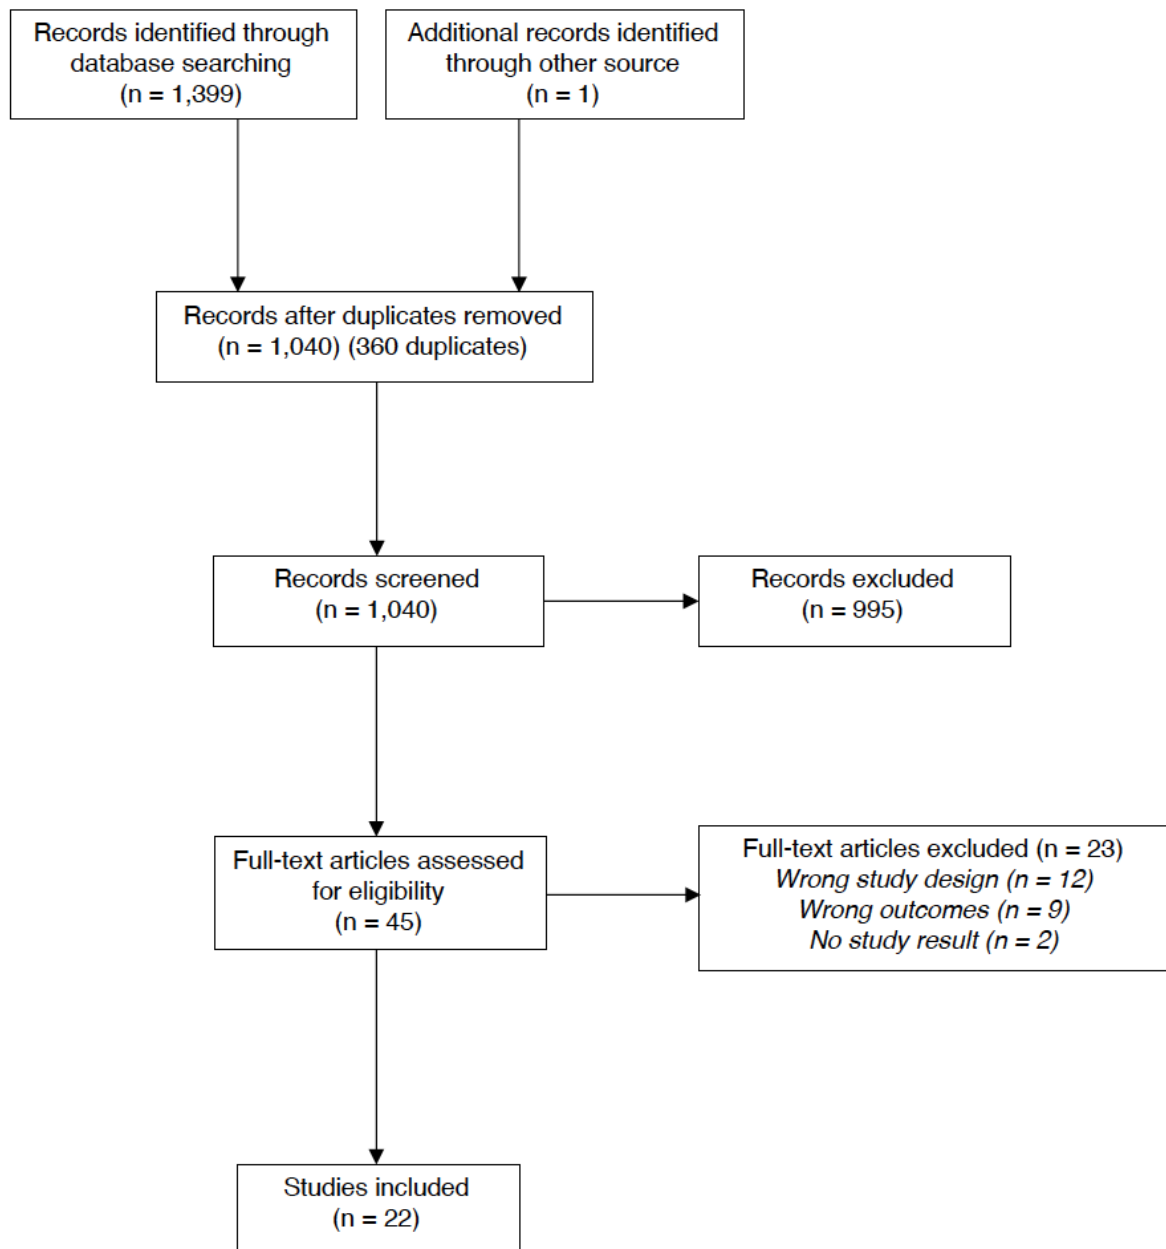 Records identified through
database searching
(n = 1,399)
Additional records identified
through other source
(n = 1)
Records after duplicates removed
(n = 1,040) (360 duplicates)
Records screened
(n = 1,040)
Records excluded
(n = 995)
Full-text articles assessed
for eligibility
(n = 45)
Full-text articles excluded (n = 23)
Wrong study design (n = 12)
Wrong outcomes (n = 9)
No study result (n = 2)
Studies included
(n = 22)